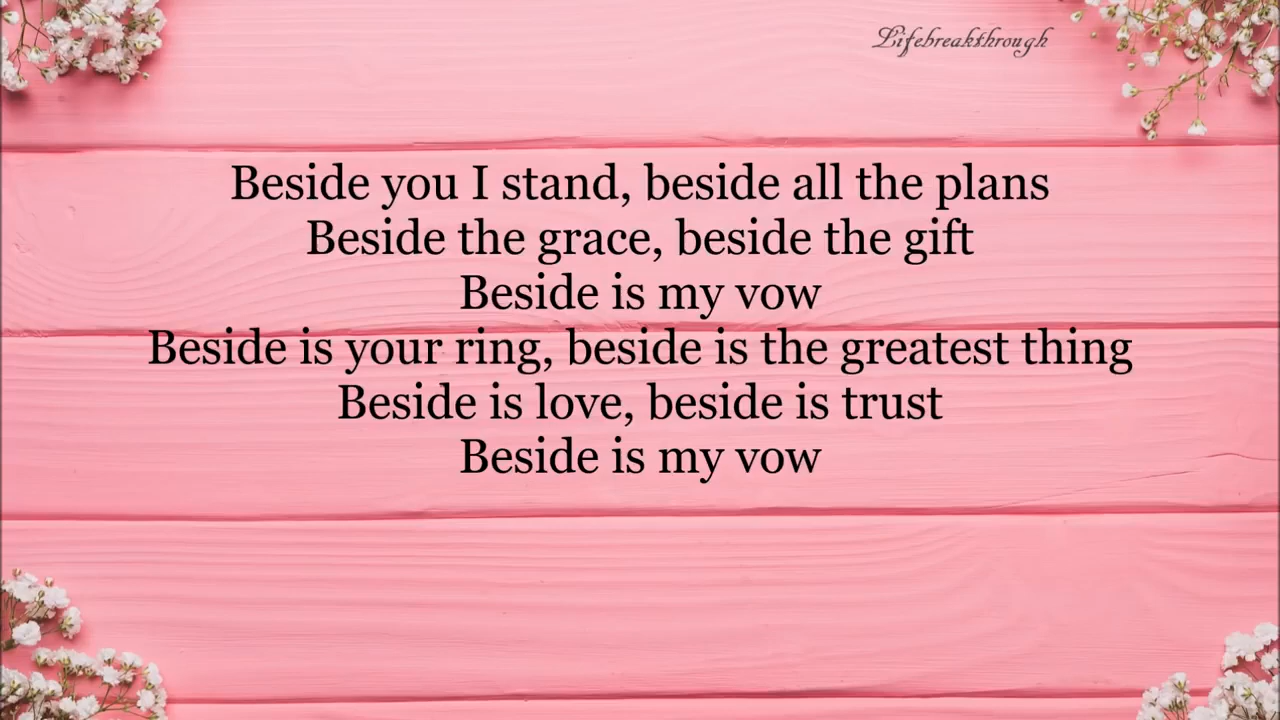 Lifebreakthrough
Beside you I stand, beside all the plans
Beside the grace, beside the gift
Beside is my vow
Beside is your ring, beside is the greatest thing
Beside is love, beside is trust
Beside is my vow